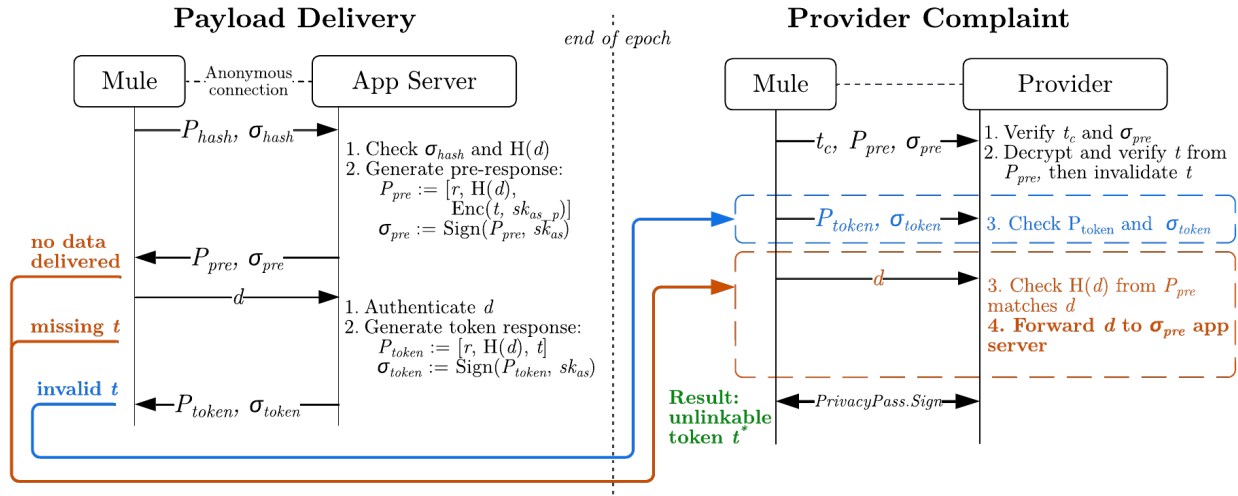 Payload Delivery
end of epoch
Mule
Anonymous
connection
App Server
P_hash, σ_hash
1. Check σ_hash and H(d)
2. Generate pre-response:
P_pre := [r, H(d),
Enc(t, sk_as_p)]
σ_pre := Sign(P_pre, sk_as)
no data
delivered
P_pre, σ_pre
d
1. Authenticate d
2. Generate token response:
P_token := [r, H(d), t]
σ_token := Sign(P_token, sk_as)
missing t
invalid t
P_token, σ_token
Provider Complaint
Mule
Provider
t_c, P_pre, σ_pre
1. Verify t_c and σ_pre
2. Decrypt and verify t from
P_pre, then invalidate t
P_token, σ_token
3. Check P_token and σ_token
d
3. Check H(d) from P_pre
matches d
4. Forward d to σ_pre app
server
Result:
unlinkable
token t*
PrivacyPass.Sign